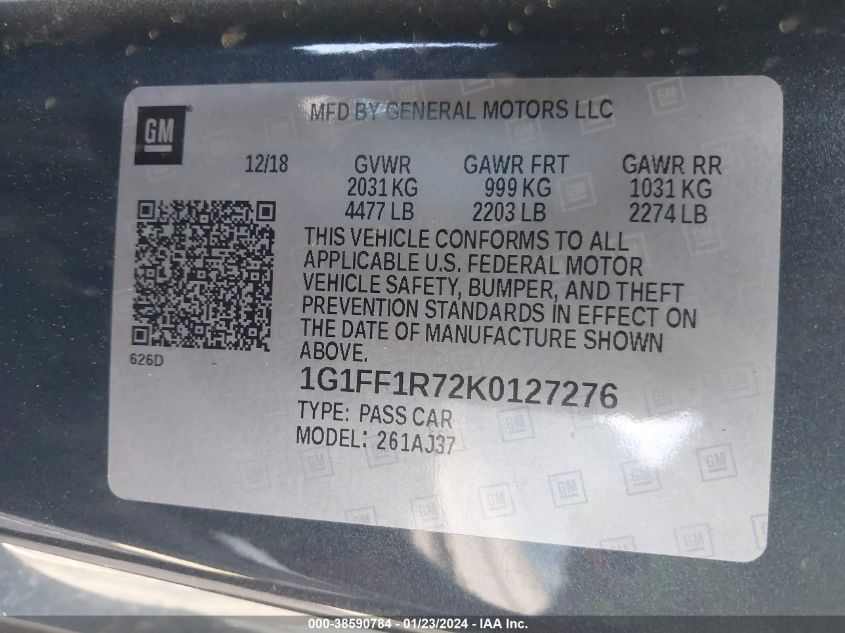 MFD BY GENERAL MOTORS LLC
GM
12/18 GVWR GAWR FRT GAWR RR
2031 KG 999 KG 1031 KG
4477 LB 2203 LB 2274 LB
THIS VEHICLE CONFORMS TO ALL
APPLICABLE U.S. FEDERAL MOTOR
VEHICLE SAFETY, BUMPER, AND THEFT
PREVENTION STANDARDS IN EFFECT ON
THE DATE OF MANUFACTURE SHOWN
ABOVE.
626D
1G1FF1R72K0127276
TYPE: PASS CAR
MODEL: 261AJ37
000-38590784 - 01/23/2024 - IAA Inc.